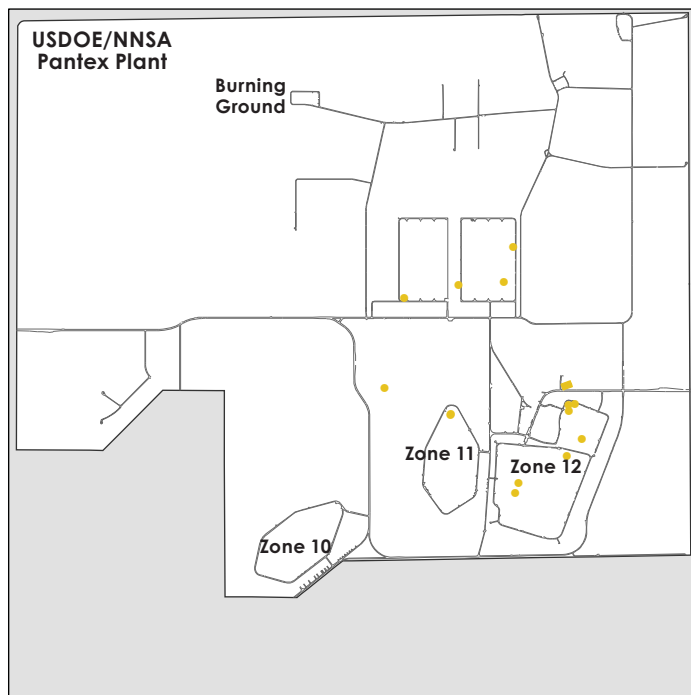 USDOE/NNSA
Pantex Plant
Burning
Ground
Zone 11
Zone 12
Zone 10